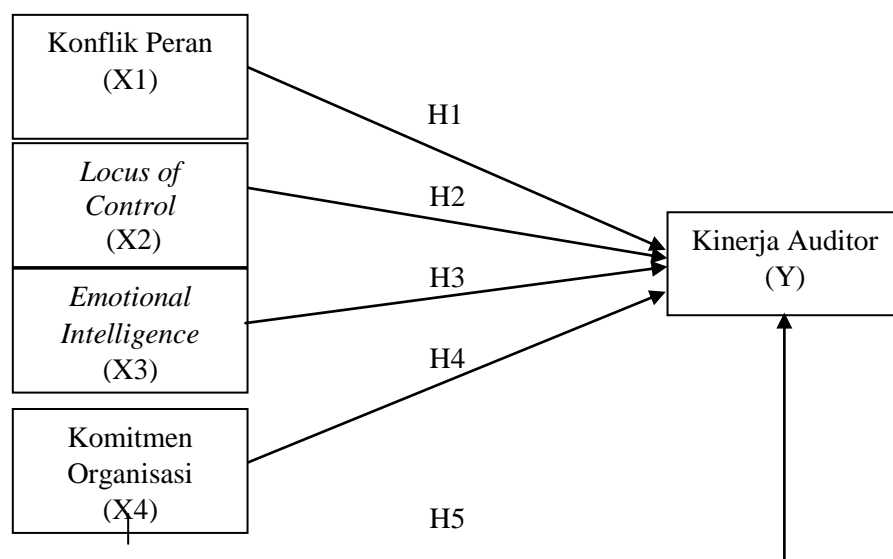 Konflik Peran
(X1)
H1
Locus of
Control
(X2)
H2
Kinerja Auditor
(Y)
Emotional
Intelligence
(X3)
H3
H4
Komitmen
Organisasi
(X4)
H5